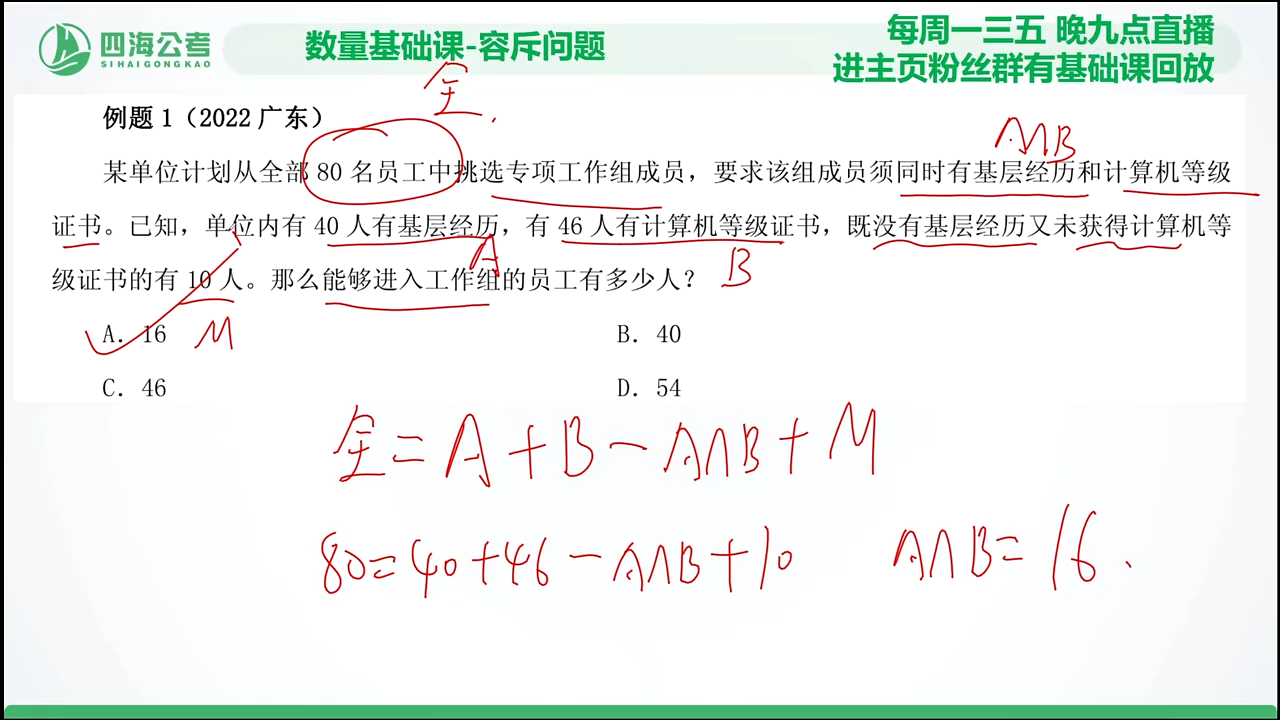 四海公考
SIHAIGONGKAO
数量基础课-容斥问题
每周一三五 晚九点直播
进主页粉丝群有基础课回放
全
例题1（2022 广东）
A∩B
某单位计划从全部 80 名员工中挑选专项工作组成员，要求该组成员须同时有基层经历和计算机等级
证书。已知，单位内有 40 人有基层经历，有 46 人有计算机等级证书，既没有基层经历又未获得计算机等
A
B
级证书的有 10 人。那么能够进入工作组的员工有多少人？
M
A. 16
B. 40
C. 46
D. 54
全=A+B-A∩B+M
80=40+46-A∩B+10
A∩B=16.